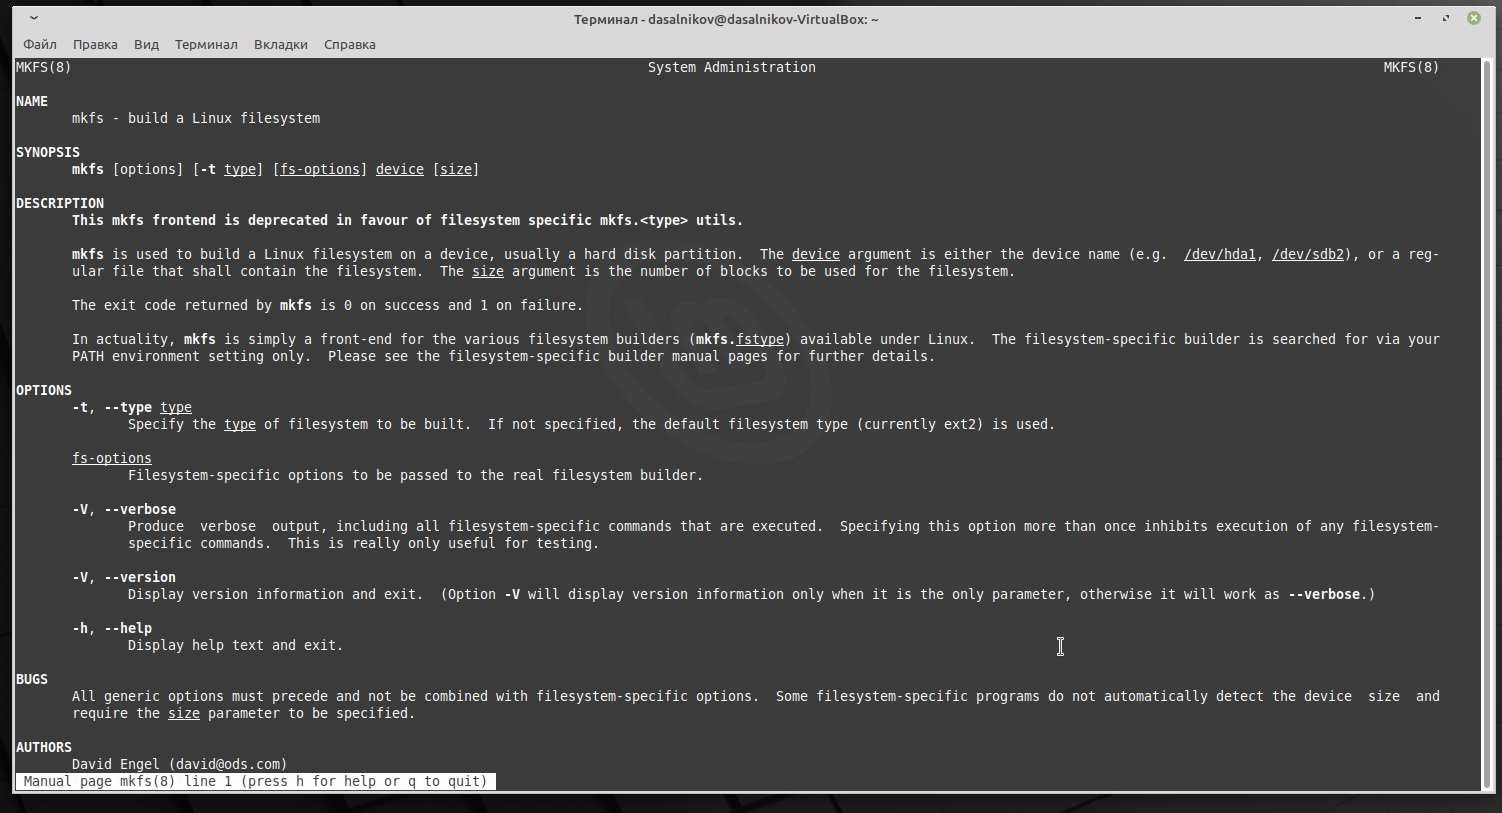 Терминал - dasalnikov@dasalnikov-VirtualBox: ~
Файл Правка Вид Терминал Вкладки Справка
MKFS(8) System Administration MKFS(8)
NAME
mkfs - build a Linux filesystem
SYNOPSIS
mkfs [options] [-t type] [fs-options] device [size]
DESCRIPTION
This mkfs frontend is deprecated in favour of filesystem specific mkfs.<type> utils.
mkfs is used to build a Linux filesystem on a device, usually a hard disk partition.  The device argument is either the device name (e.g.  /dev/hda1, /dev/sdb2), or a reg-
ular file that shall contain the filesystem.  The size argument is the number of blocks to be used for the filesystem.
The exit code returned by mkfs is 0 on success and 1 on failure.
In actuality, mkfs is simply a front-end for the various filesystem builders (mkfs.fstype) available under Linux.  The filesystem-specific builder is searched for via your
PATH environment setting only.  Please see the filesystem-specific builder manual pages for further details.
OPTIONS
-t, --type type
Specify the type of filesystem to be built.  If not specified, the default filesystem type (currently ext2) is used.
fs-options
Filesystem-specific options to be passed to the real filesystem builder.
-V, --verbose
Produce  verbose  output, including all filesystem-specific commands that are executed.  Specifying this option more than once inhibits execution of any filesystem-
specific commands.  This is really only useful for testing.
-V, --version
Display version information and exit.  (Option -V will display version information only when it is the only parameter, otherwise it will work as --verbose.)
-h, --help
Display help text and exit.
BUGS
All generic options must precede and not be combined with filesystem-specific options.  Some filesystem-specific programs do not automatically detect the device  size  and
require the size parameter to be specified.
AUTHORS
David Engel (david@ods.com)
Manual page mkfs(8) line 1 (press h for help or q to quit)